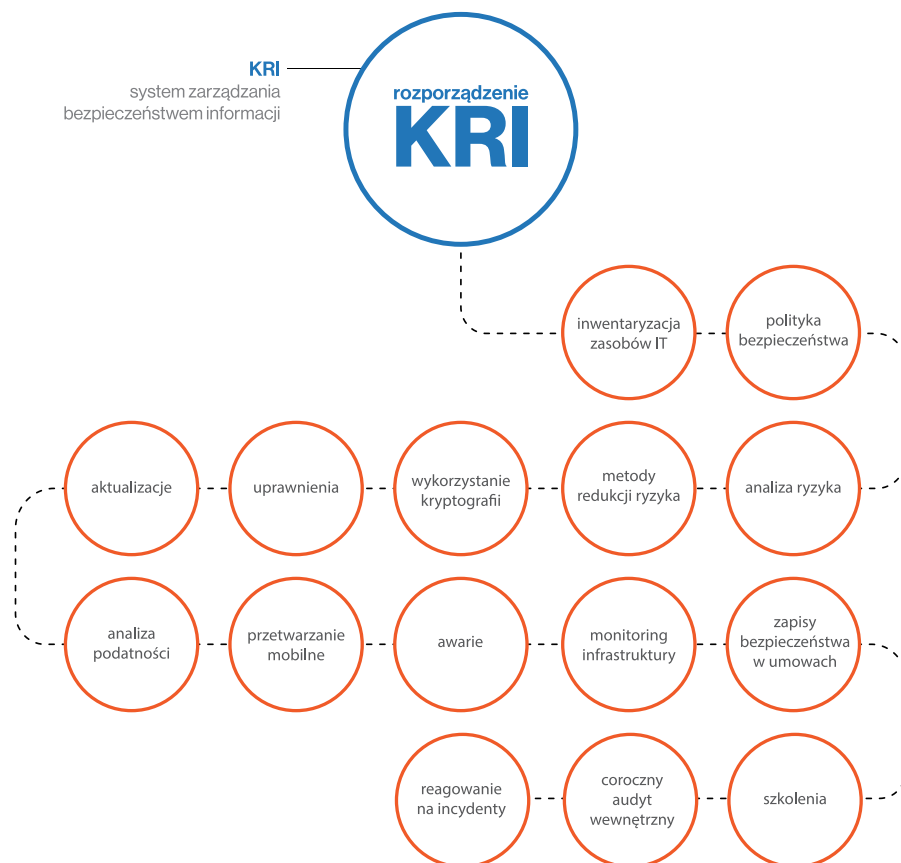 KRI
system zarządzania
bezpieczeństwem informacji
rozporządzenie
KRI
inwentaryzacja
zasobów IT
polityka
bezpieczeństwa
aktualizacje
uprawnienia
wykorzystanie
kryptografii
metody
redukcji ryzyka
analiza ryzyka
analiza
podatności
przetwarzanie
mobilne
awarie
monitoring
infrastruktury
zapisy
bezpieczeństwa
w umowach
reagowanie
na incydenty
coroczny
audyt
wewnętrzny
szkolenia